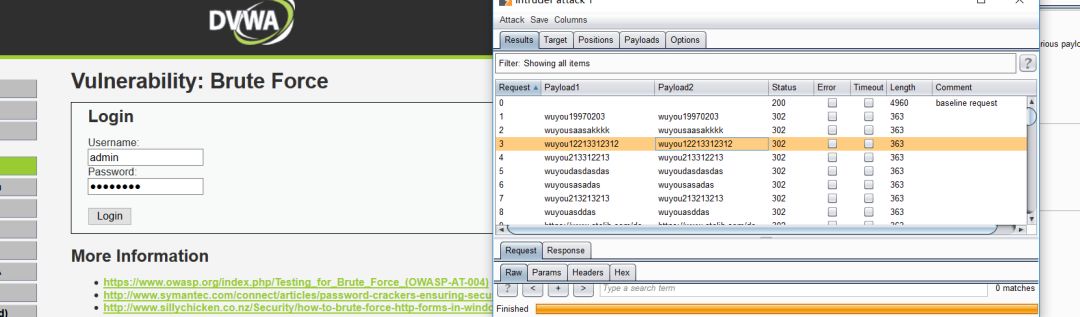 DVWA
Vulnerability: Brute Force
Login
Username:
admin
Password:
Login
More Information
https://www.owasp.org/index.php/Testing_for_Brute_Force_(OWASP-AT-004)
http://www.symantec.com/connect/articles/password-crackers-ensuring-secu
http://www.sillychicken.co.nz/Security/how-to-brute-force-http-forms-in-windo
Intruder attack 1
Attack Save Columns
Results Target Positions Payloads Options
Filter: Showing all items ?
Request Payload1 Payload2 Status Error Timeout Length Comment
0 200 4960 baseline request
1 wuyou19970203 wuyou19970203 302 363
2 wuyousaasakkkk wuyousaasakkkk 302 363
3 wuyou12213312312 wuyou12213312312 302 363
4 wuyou213312213 wuyou213312213 302 363
5 wuyoudasdasdas wuyoudasdasdas 302 363
6 wuyousasadas wuyousasadas 302 363
7 wuyou213213213 wuyou213213213 302 363
8 wuyouasddas wuyouasddas 302 363
Request Response
Raw Params Headers Hex
? < + > Type a search term 0 matches
Finished